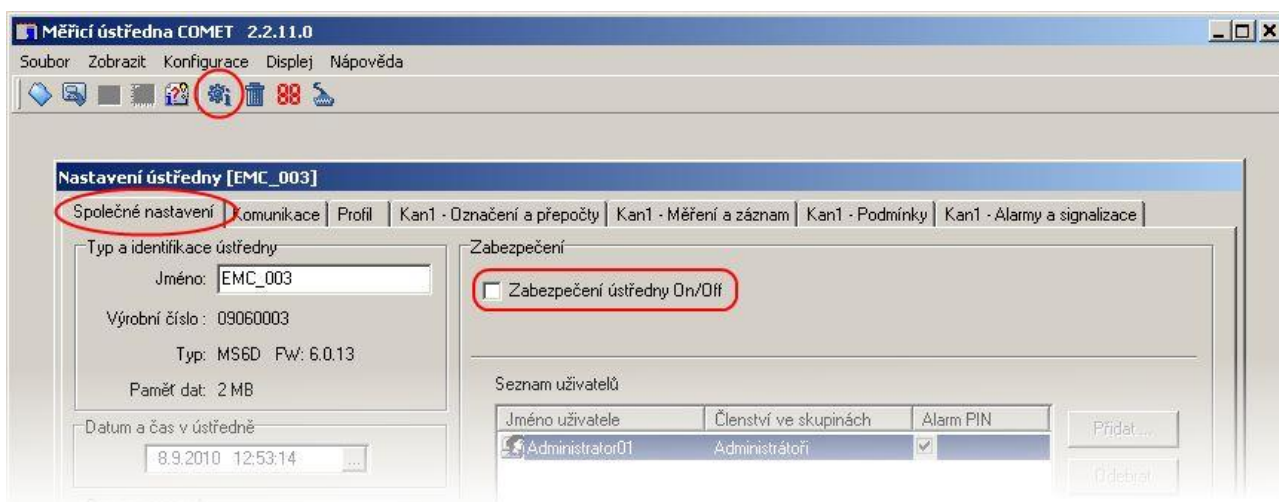 Měřicí ústředna COMET 2.2.11.0
Soubor Zobrazit Konfigurace Displej Nápověda
88
Nastavení ústředny [EMC_003]
Společné nastavení Komunikace Profil Kan1 - Označení a přepočty Kan1 - Měření a záznam Kan1 - Podmínky Kan1 - Alarmy a signalizace
Typ a identifikace ústředny
Jméno: EMC_003
Výrobní číslo : 09060003
Typ: MS6D FW: 6.0.13
Paměť dat: 2 MB
Datum a čas v ústředně
8.9.2010 12:53:14 ...
Zabezpečení
Zabezpečení ústředny On/Off
Seznam uživatelů
Jméno uživatele Členství ve skupinách Alarm PIN
Administrator01 Administrátoři
Přidat...
Odebrat